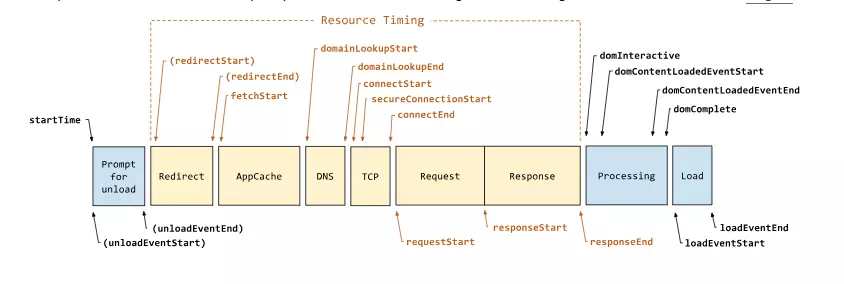 Resource Timing
domainLookupStart
(redirectStart)
domInteractive
domainLookupEnd
domContentLoadedEventStart
(redirectEnd)
connectStart
domContentLoadedEventEnd
fetchStart
secureConnectionStart
domComplete
connectEnd
startTime
Prompt
for
unload
Redirect
AppCache
DNS
TCP
Request
Response
Processing
Load
(unloadEventEnd)
responseStart
loadEventEnd
(unloadEventStart)
requestStart
responseEnd
loadEventStart